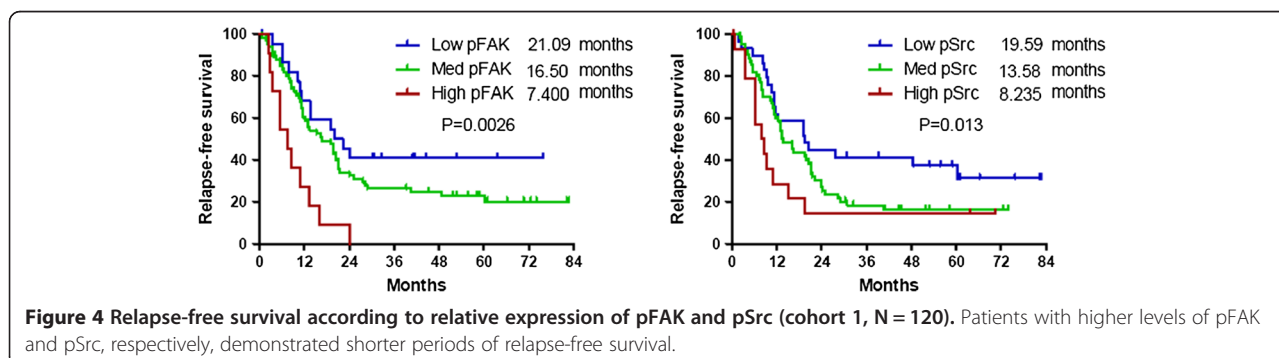 Relapse-free survival
100
80
60
40
20
0
Low pFAK 21.09 months
Med pFAK 16.50 months
High pFAK 7.400 months
P=0.0026
0 12 24 36 48 60 72 84
Months
Relapse-free survival
100
80
60
40
20
0
Low pSrc 19.59 months
Med pSrc 13.58 months
High pSrc 8.235 months
P=0.013
0 12 24 36 48 60 72 84
Months
Figure 4 Relapse-free survival according to relative expression of pFAK and pSrc (cohort 1, N = 120). Patients with higher levels of pFAK
and pSrc, respectively, demonstrated shorter periods of relapse-free survival.